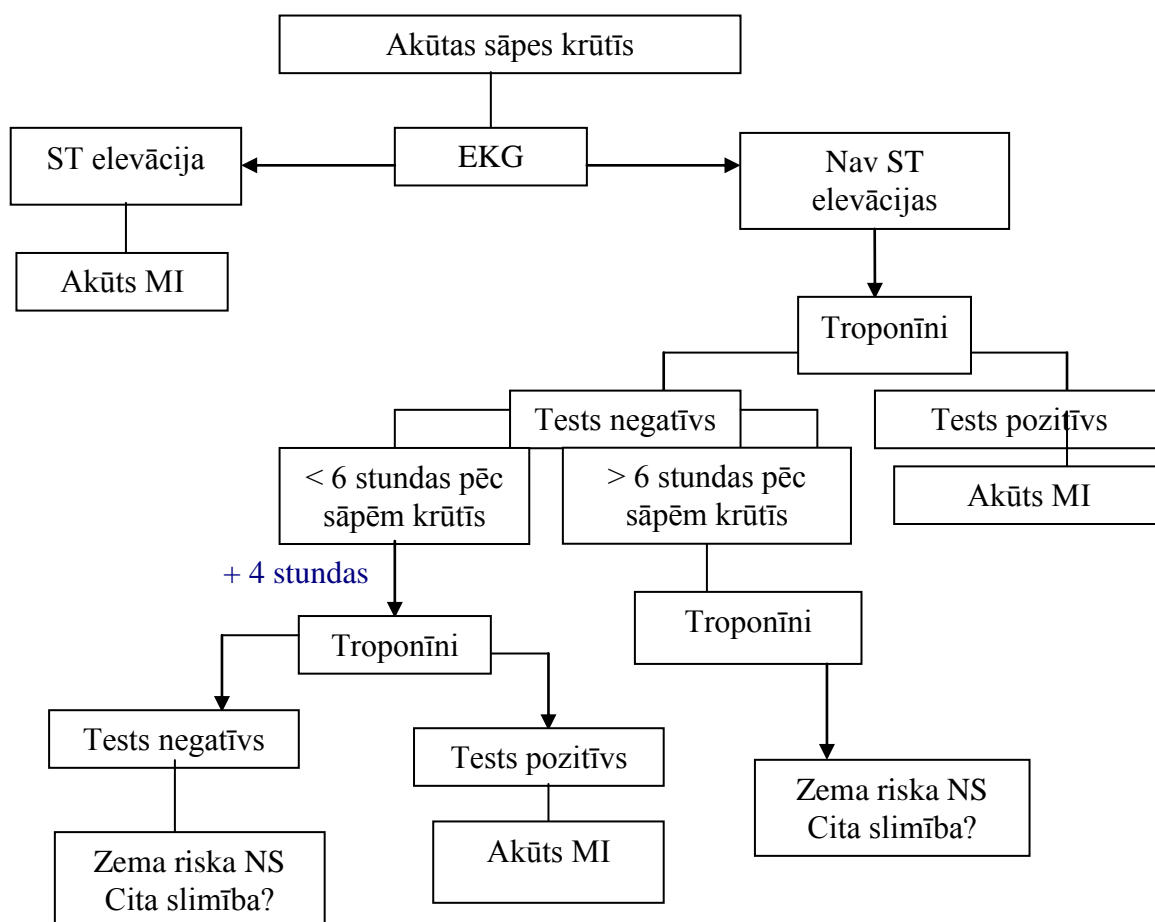 Akūtas sāpes krūtīs
ST elevācija
EKG
Nav ST
elevācijas
Akūts MI
Troponīni
Tests negatīvs
Tests pozitīvs
< 6 stundas pēc
sāpēm krūtīs
> 6 stundas pēc
sāpēm krūtīs
Akūts MI
+ 4 stundas
Troponīni
Troponīni
Tests negatīvs
Tests pozitīvs
Zema riska NS
Cita slimība?
Akūts MI
Zema riska NS
Cita slimība?